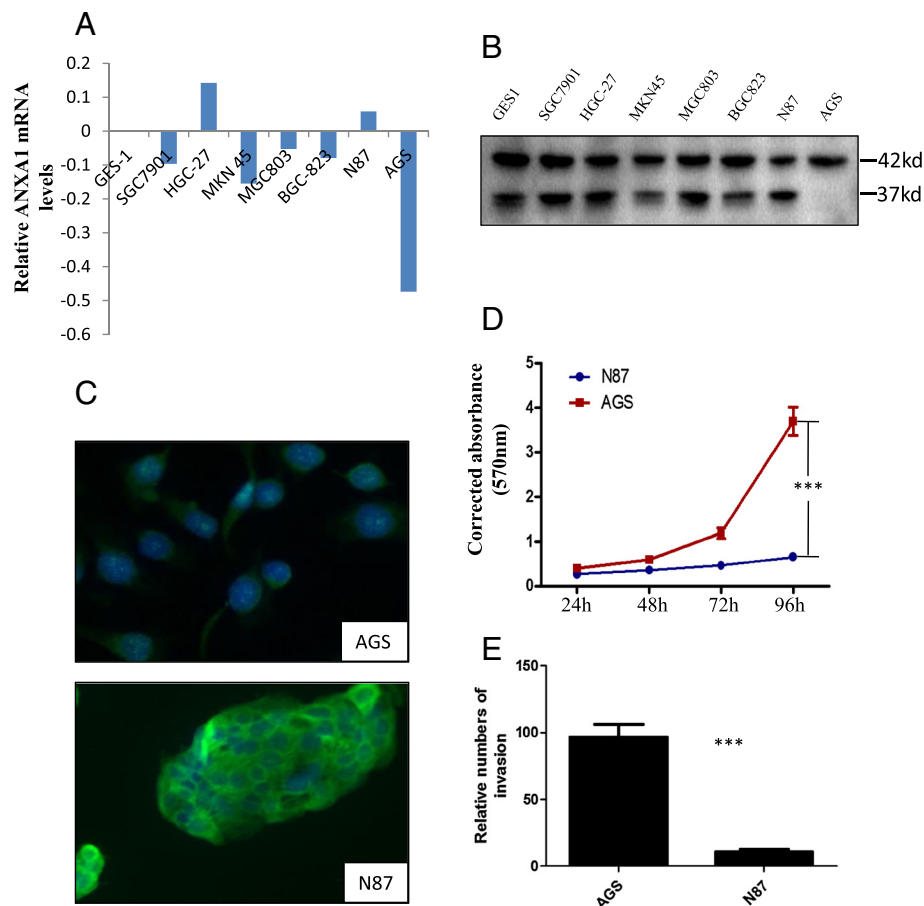 A
Relative ANXA1 mRNA
levels
0.2
0.1
0
-0.1
-0.2
-0.3
-0.4
-0.5
-0.6
GES-1
SGC7901
HGC-27
MKN 45
MGC803
BGC-823
N87
AGS
B
GES1
SGC7901
HGC-27
MKN45
MGC803
BGC823
N87
AGS
42kd
37kd
C
AGS
N87
D
Corrected absorbance
(570nm)
5
4
3
2
1
0
N87
AGS
***
24h
48h
72h
96h
E
Relative numbers of
invasion
150
100
50
0
***
AGS
N87